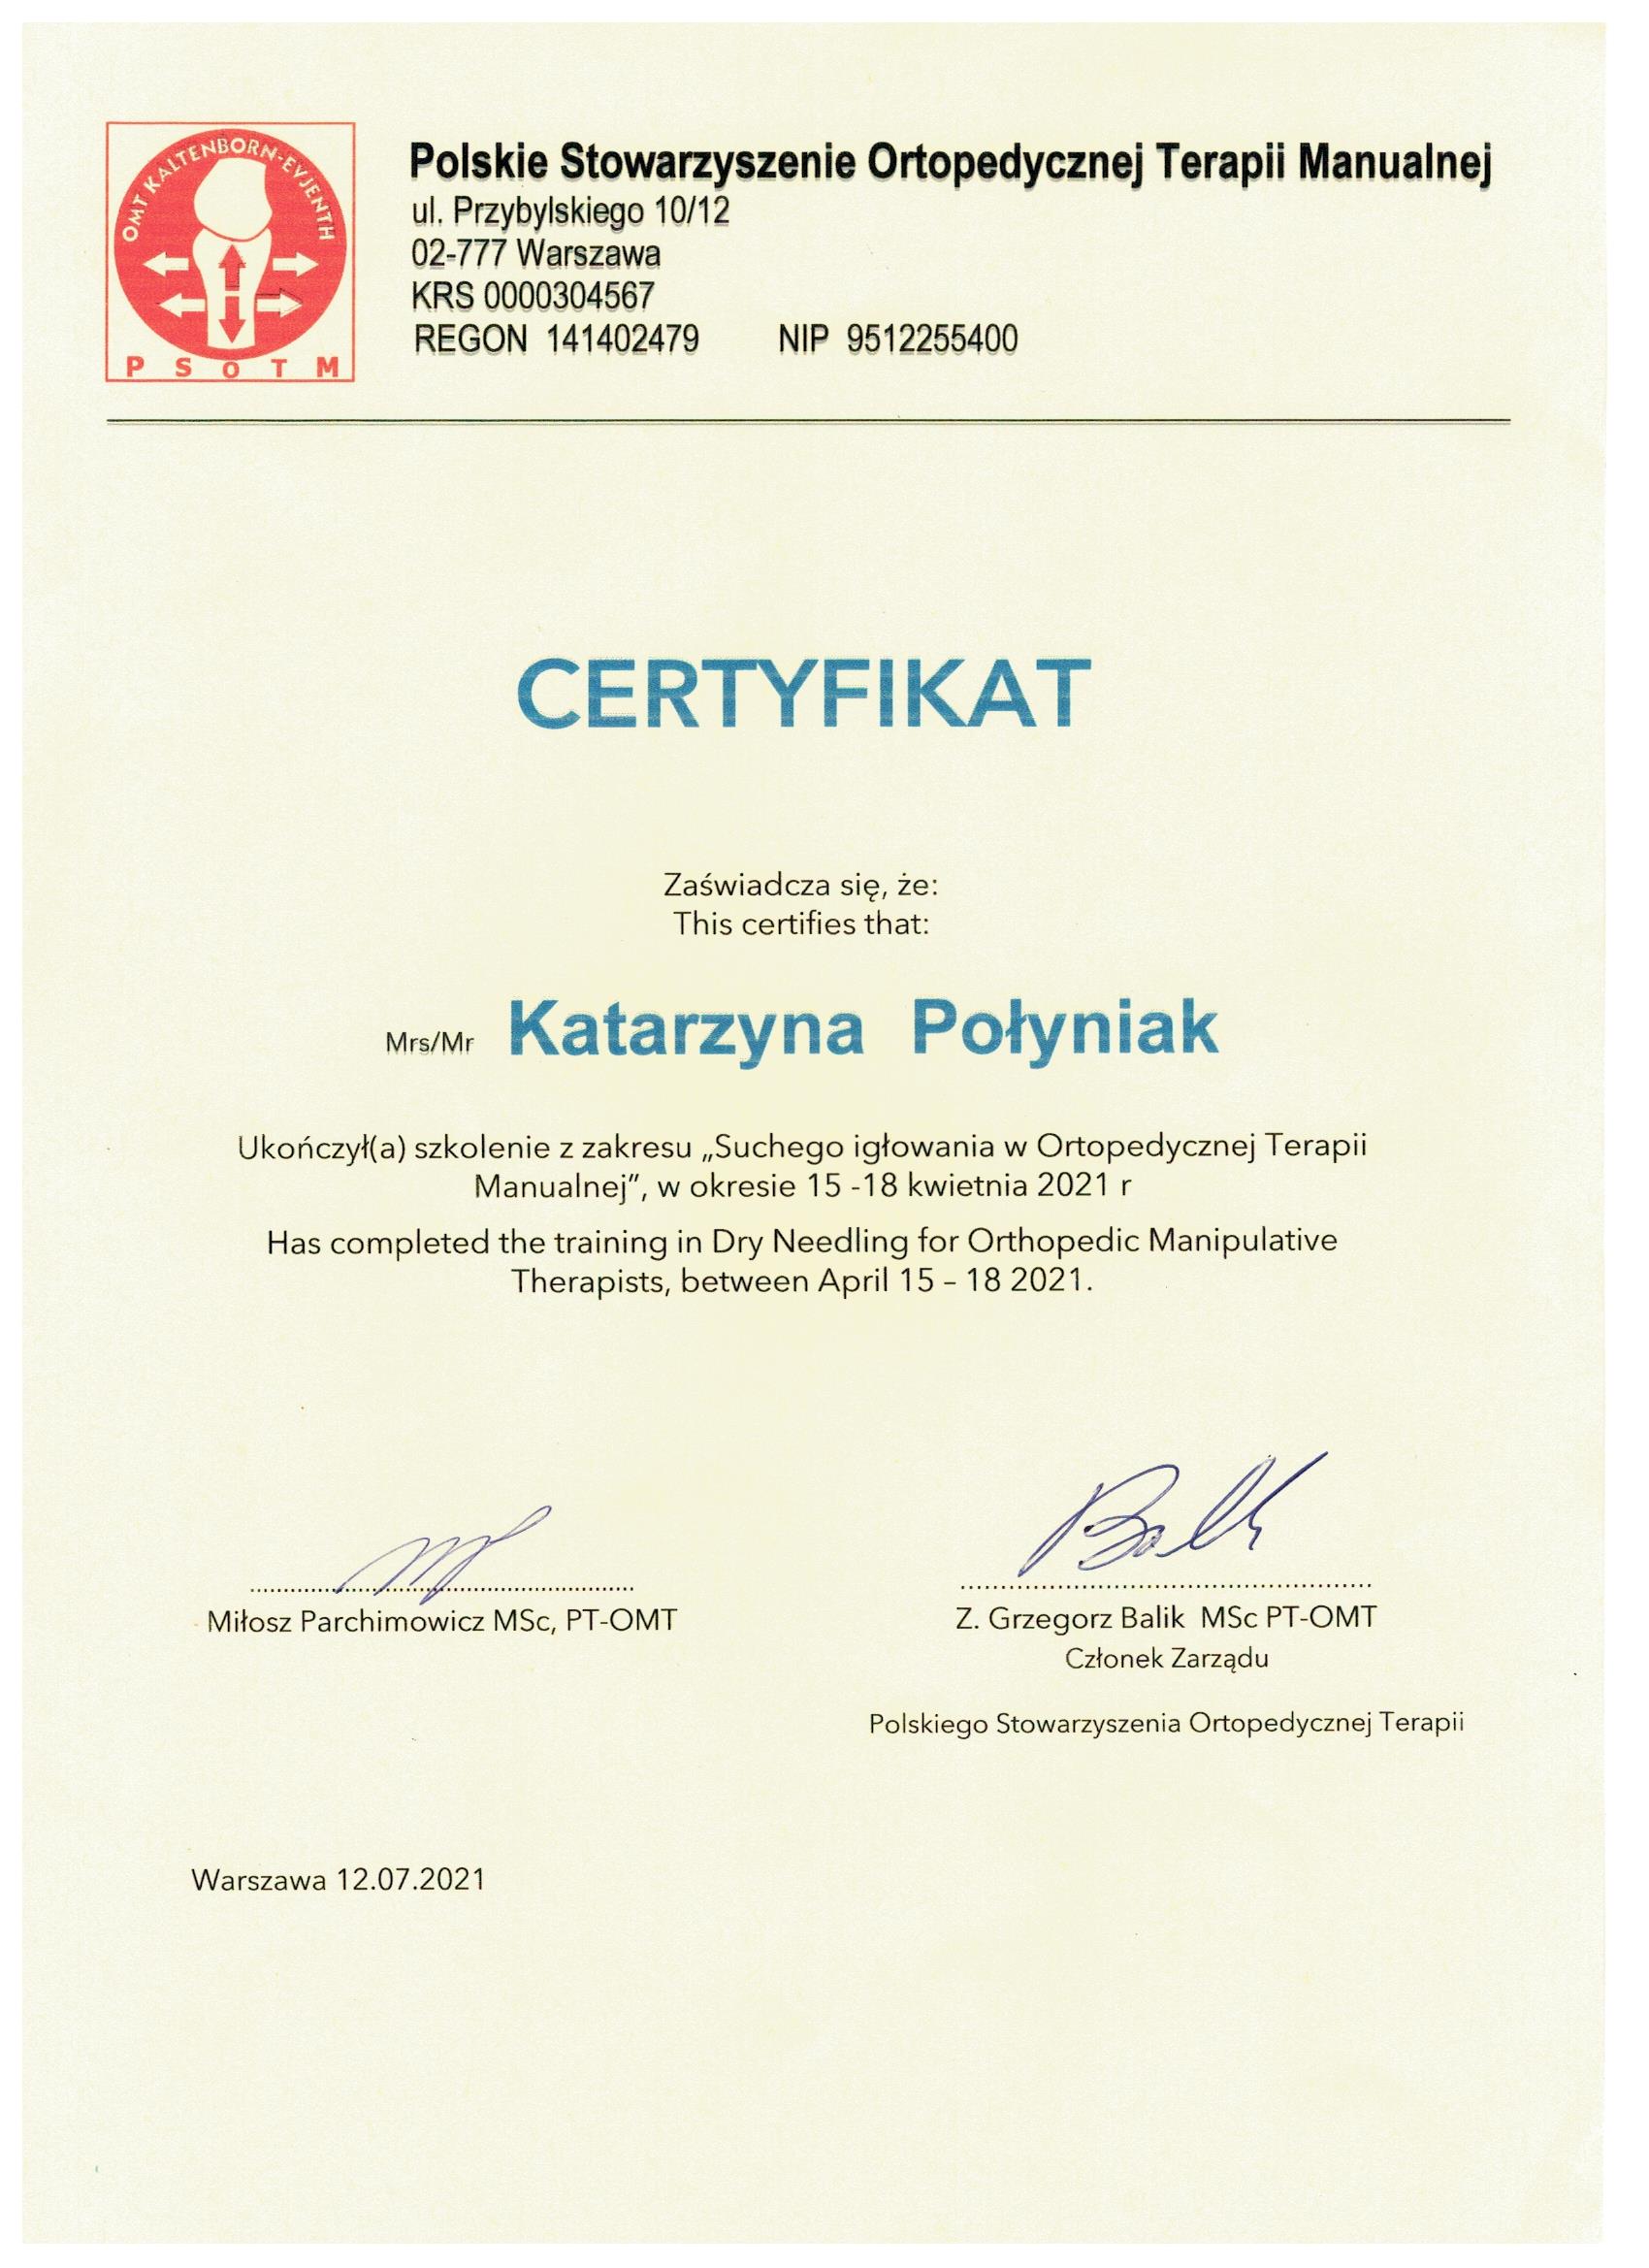 OMT KALTENBORN-EVJENTH
P S O T M
Polskie Stowarzyszenie Ortopedycznej Terapii Manualnej
ul. Przybylskiego 10/12
02-777 Warszawa
KRS 0000304567
REGON 141402479 NIP 9512255400
CERTYFIKAT
Zaświadcza się, że:
This certifies that:
Mrs/Mr Katarzyna Połyniak
Ukończył(a) szkolenie z zakresu „Suchego igłowania w Ortopedycznej Terapii
Manualnej”, w okresie 15 -18 kwietnia 2021 r
Has completed the training in Dry Needling for Orthopedic Manipulative
Therapists, between April 15 – 18 2021.
Miłosz Parchimowicz MSc, PT-OMT
Z. Grzegorz Balik MSc PT-OMT
Członek Zarządu
Polskiego Stowarzyszenia Ortopedycznej Terapii
Warszawa 12.07.2021